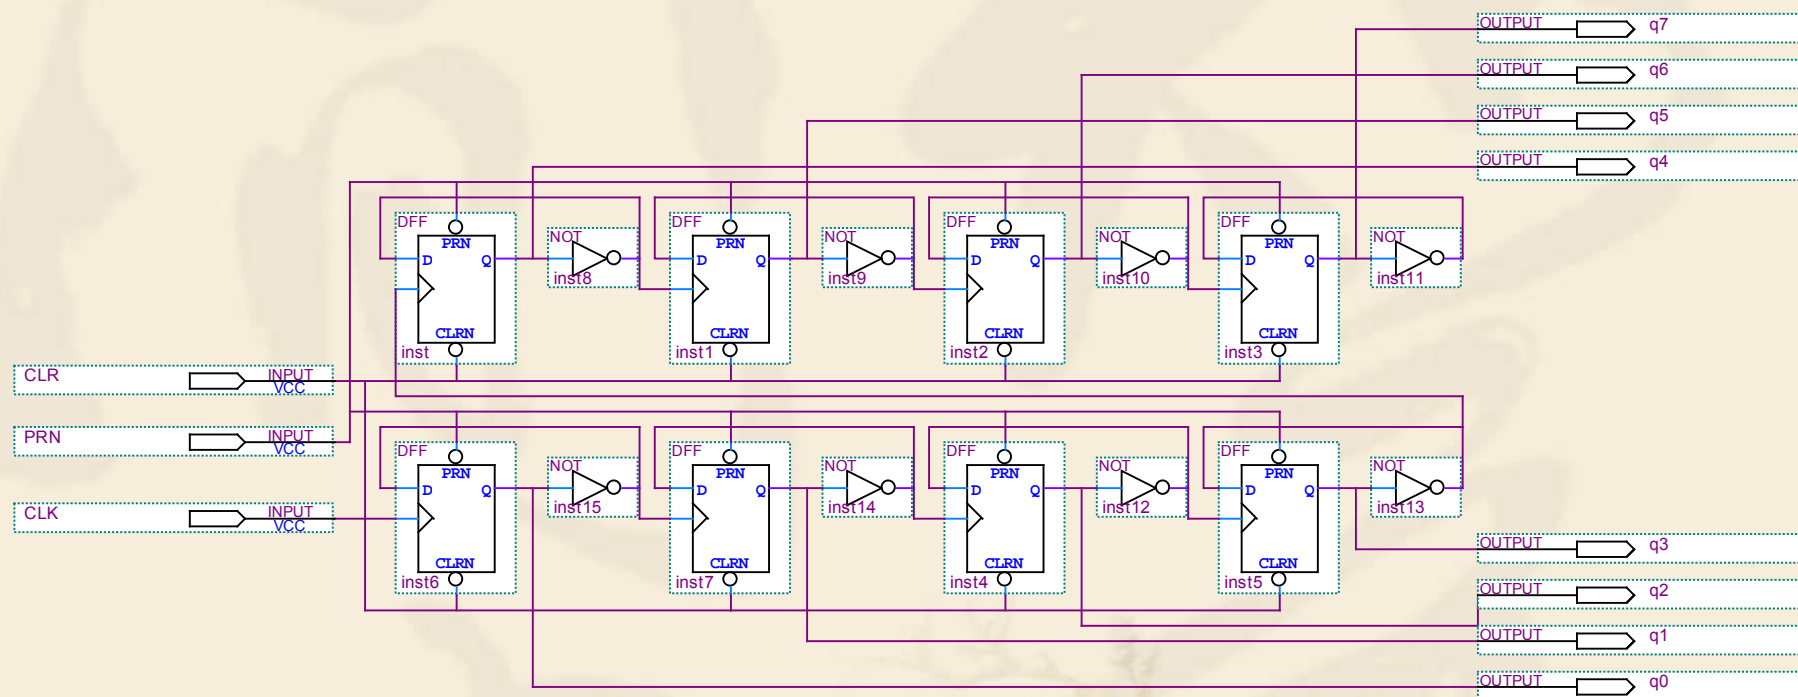 OUTPUT q7
OUTPUT q6
OUTPUT q5
OUTPUT q4
DFF PRN D Q CLRN inst
NOT inst8
DFF PRN D Q CLRN inst1
NOT inst9
DFF PRN D Q CLRN inst2
NOT inst10
DFF PRN D Q CLRN inst3
NOT inst11
CLR INPUT VCC
PRN INPUT VCC
CLK INPUT VCC
DFF PRN D Q CLRN inst6
NOT inst15
DFF PRN D Q CLRN inst7
NOT inst14
DFF PRN D Q CLRN inst4
NOT inst12
DFF PRN D Q CLRN inst5
NOT inst13
OUTPUT q3
OUTPUT q2
OUTPUT q1
OUTPUT q0